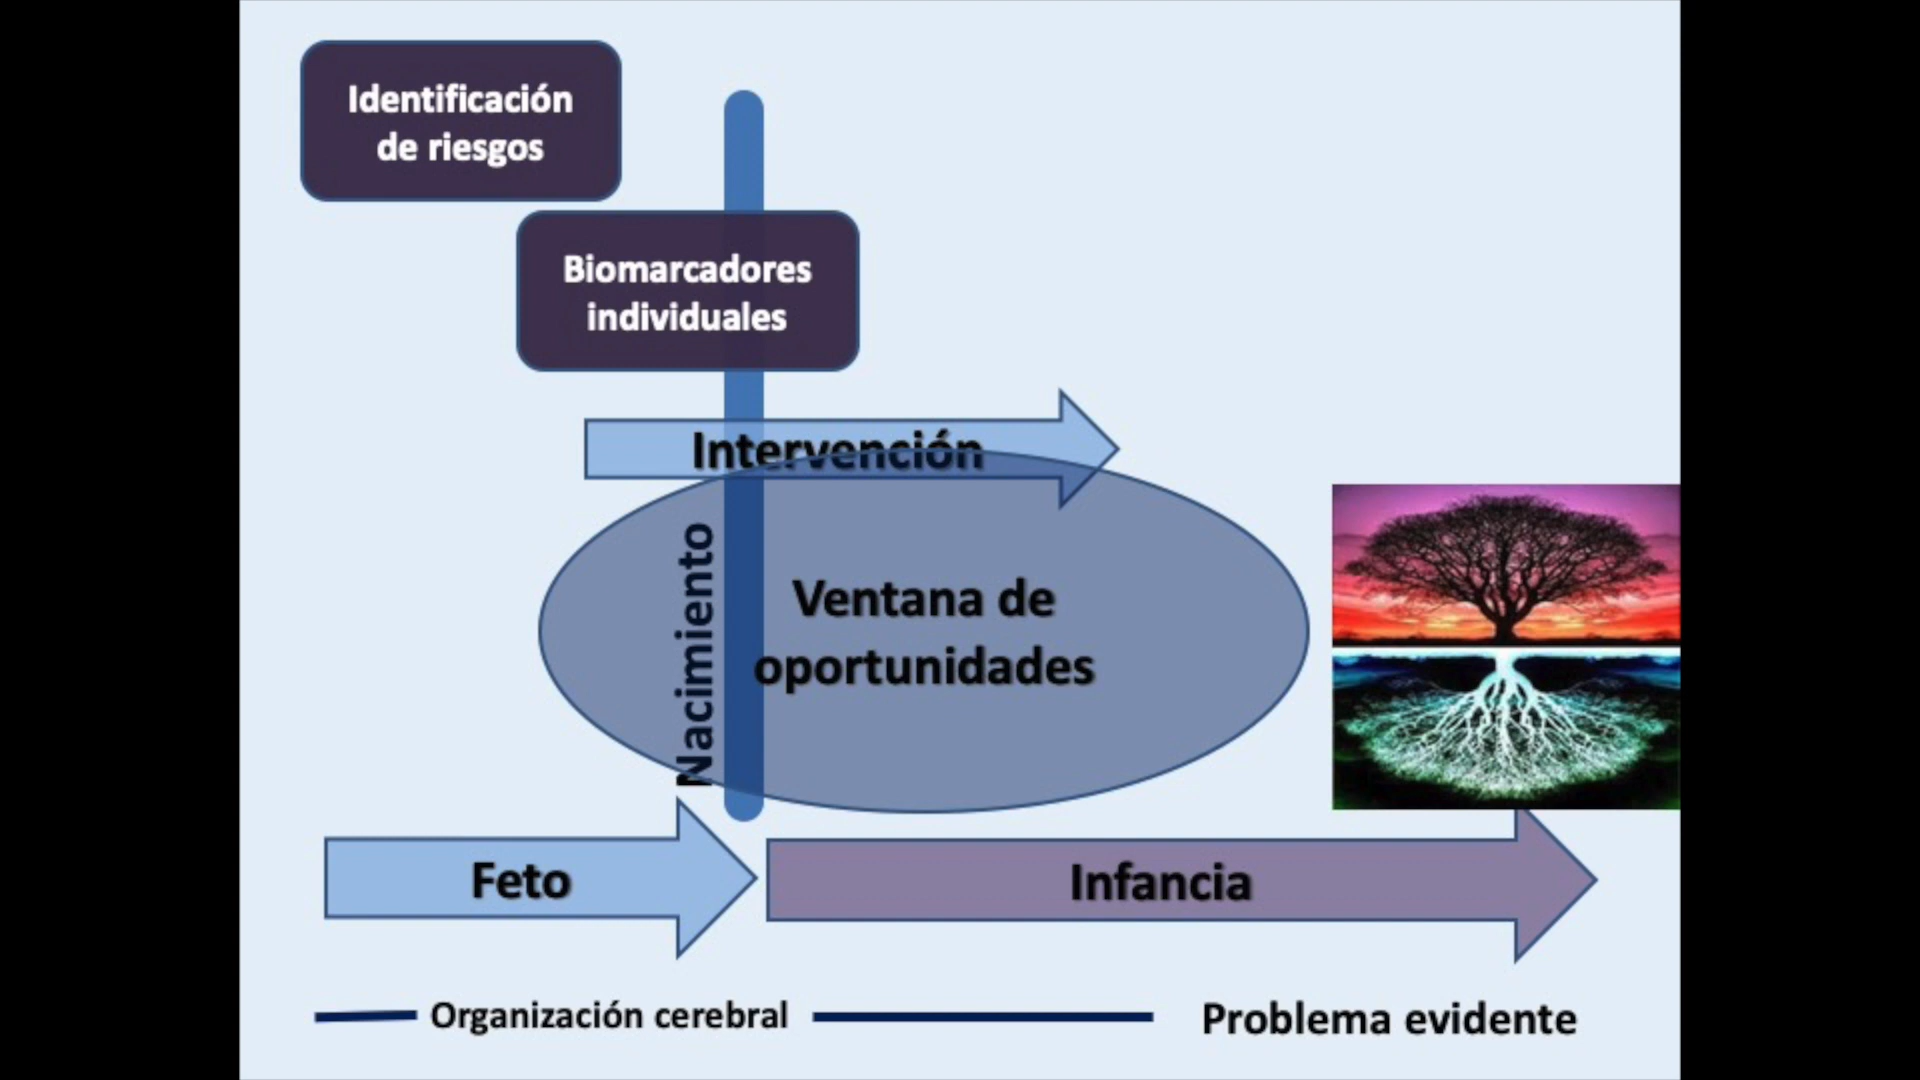 Identificación
de riesgos
Biomarcadores
individuales
Intervención
Nacimiento
Ventana de
oportunidades
Feto
Infancia
Organización cerebral
Problema evidente